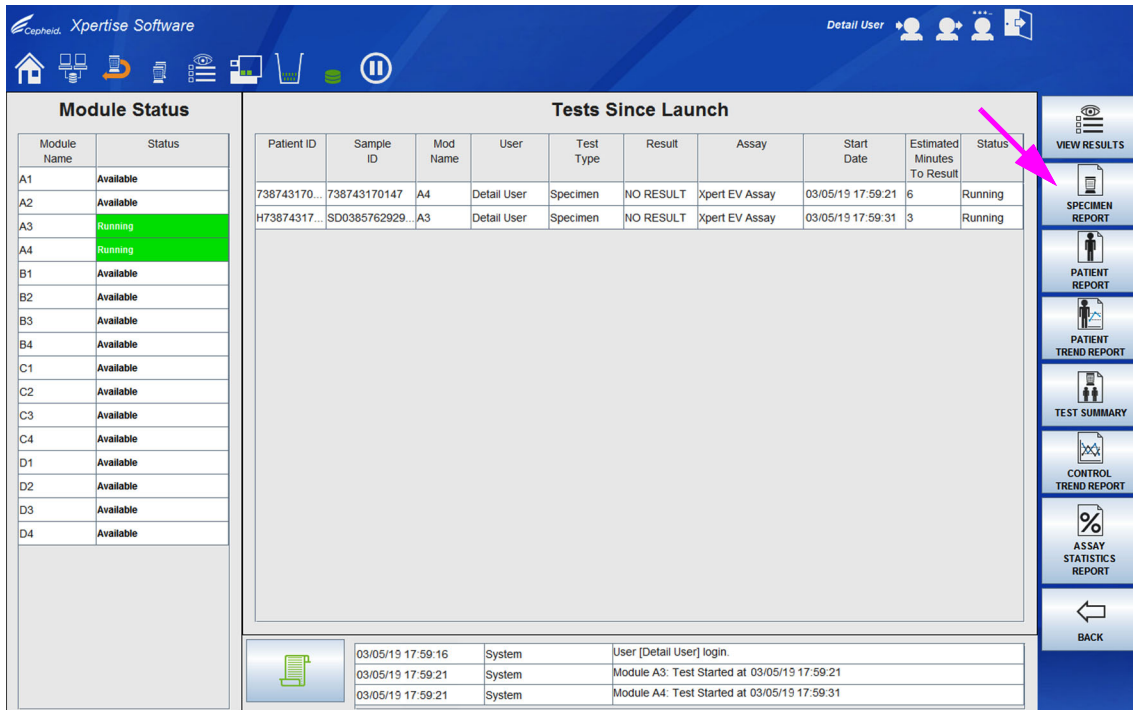 Cepheid. Xpertise Software
Detail User
Module Status
Module Name Status
A1 Available
A2 Available
A3 Running
A4 Running
B1 Available
B2 Available
B3 Available
B4 Available
C1 Available
C2 Available
C3 Available
C4 Available
D1 Available
D2 Available
D3 Available
D4 Available
Tests Since Launch
Patient ID Sample ID Mod Name User Test Type Result Assay Start Date Estimated Minutes To Result Status
738743170... 738743170147 A4 Detail User Specimen NO RESULT Xpert EV Assay 03/05/19 17:59:21 6 Running
H73874317... SD0385762929... A3 Detail User Specimen NO RESULT Xpert EV Assay 03/05/19 17:59:31 3 Running
03/05/19 17:59:16 System User [Detail User] login.
03/05/19 17:59:21 System Module A3: Test Started at 03/05/19 17:59:21
03/05/19 17:59:21 System Module A4: Test Started at 03/05/19 17:59:31
VIEW RESULTS
SPECIMEN
REPORT
PATIENT
REPORT
PATIENT
TREND REPORT
TEST SUMMARY
CONTROL
TREND REPORT
ASSAY
STATISTICS
REPORT
BACK